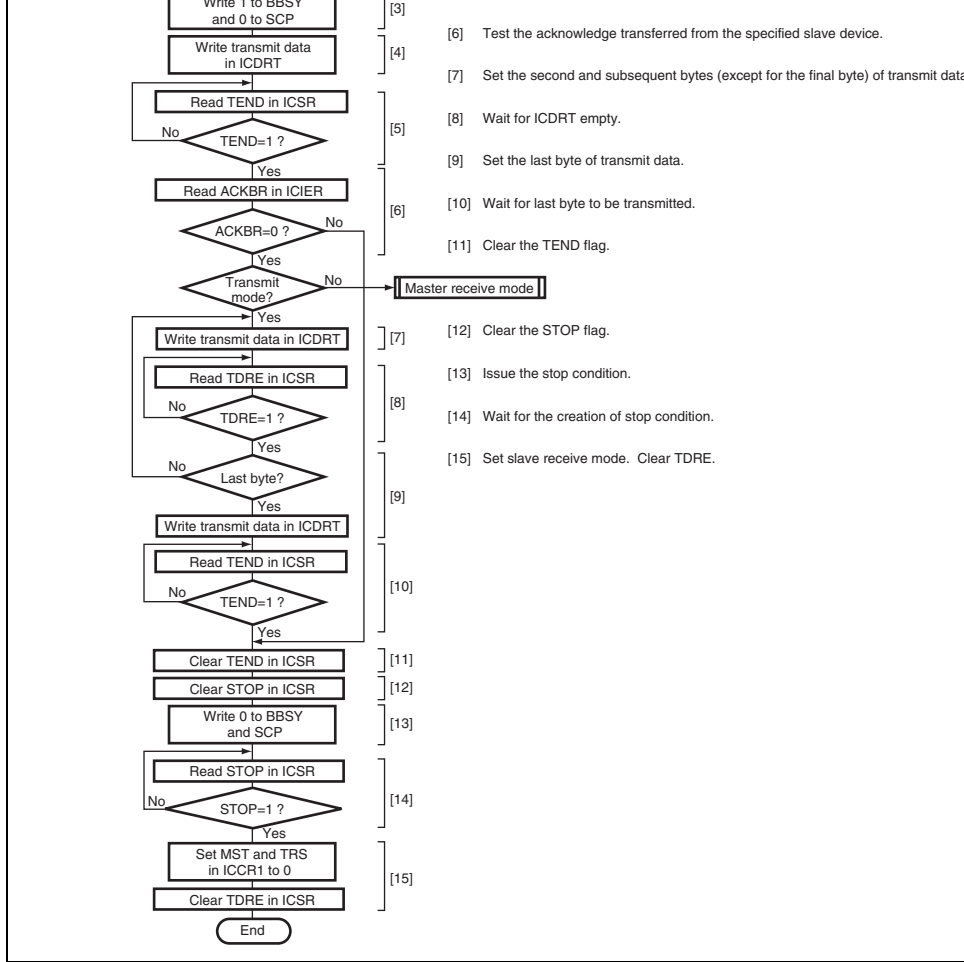 Write 1 to BBSY
and 0 to SCP
[3]
Write transmit data
in ICDRT
[4]
Read TEND in ICSR
No
TEND=1 ?
[5]
Yes
Read ACKBR in ICIER
ACKBR=0 ?
No
[6]
Yes
Transmit
mode?
No
Master receive mode
Yes
Write transmit data in ICDRT
[7]
Read TDRE in ICSR
No
TDRE=1 ?
[8]
Yes
No
Last byte?
[9]
Yes
Write transmit data in ICDRT
Read TEND in ICSR
No
TEND=1 ?
[10]
Yes
Clear TEND in ICSR
[11]
Clear STOP in ICSR
[12]
Write 0 to BBSY
and SCP
[13]
Read STOP in ICSR
No
STOP=1 ?
[14]
Yes
Set MST and TRS
in ICCR1 to 0
[15]
Clear TDRE in ICSR
End
[6] Test the acknowledge transferred from the specified slave device.
[7] Set the second and subsequent bytes (except for the final byte) of transmit data
[8] Wait for ICDRT empty.
[9] Set the last byte of transmit data.
[10] Wait for last byte to be transmitted.
[11] Clear the TEND flag.
[12] Clear the STOP flag.
[13] Issue the stop condition.
[14] Wait for the creation of stop condition.
[15] Set slave receive mode. Clear TDRE.